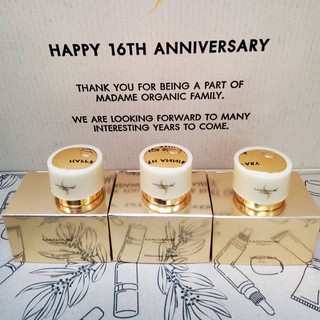 HAPPY 16TH ANNIVERSARY
THANK YOU FOR BEING A PART OF
MADAME ORGANIC FAMILY.
WE ARE LOOKING FORWARD TO MANY
INTERESTING YEARS TO COME.